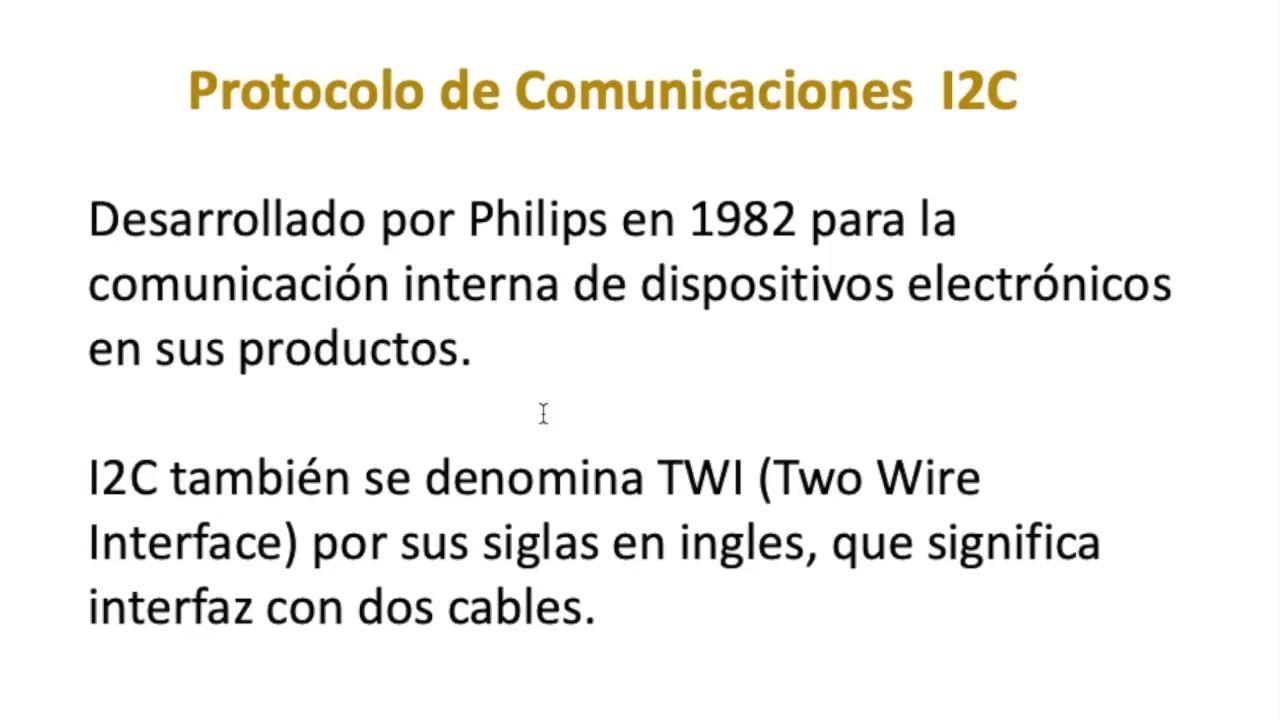 Protocolo de Comunicaciones I2C
Desarrollado por Philips en 1982 para la
comunicación interna de dispositivos electrónicos
en sus productos.
I2C también se denomina TWI (Two Wire
Interface) por sus siglas en ingles, que significa
interfaz con dos cables.